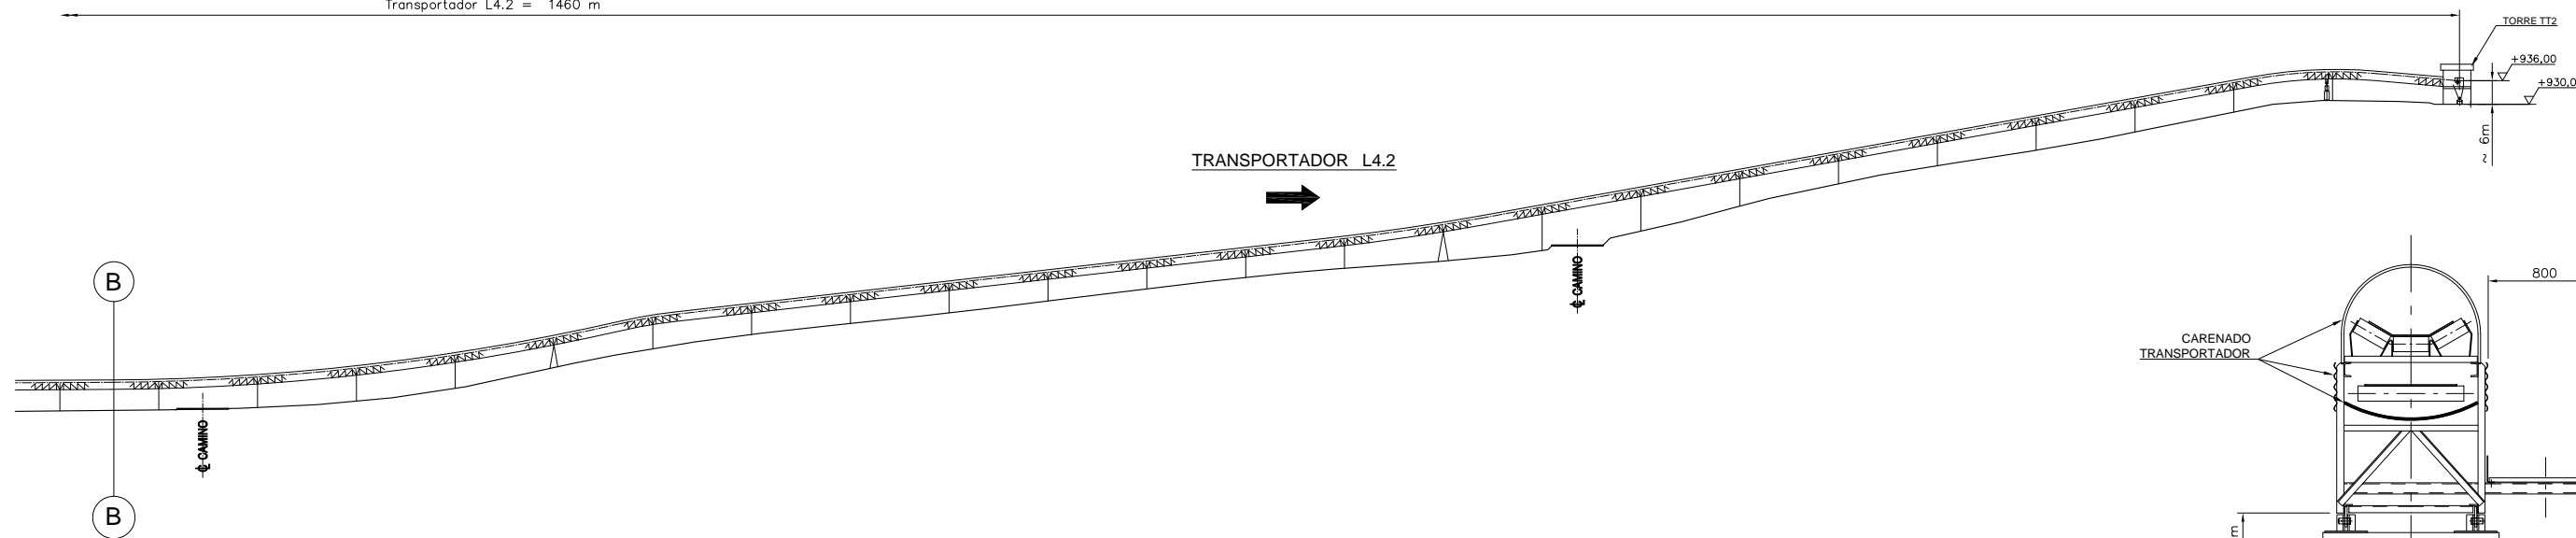 Transportador L4.2 = 1460 m
TORRE TT2
+936,00
+930,0
~ 6m
TRANSPORTADOR L4.2
B
℄ CAMINO
800
CARENADO
TRANSPORTADOR
℄ CAMINO
B
m